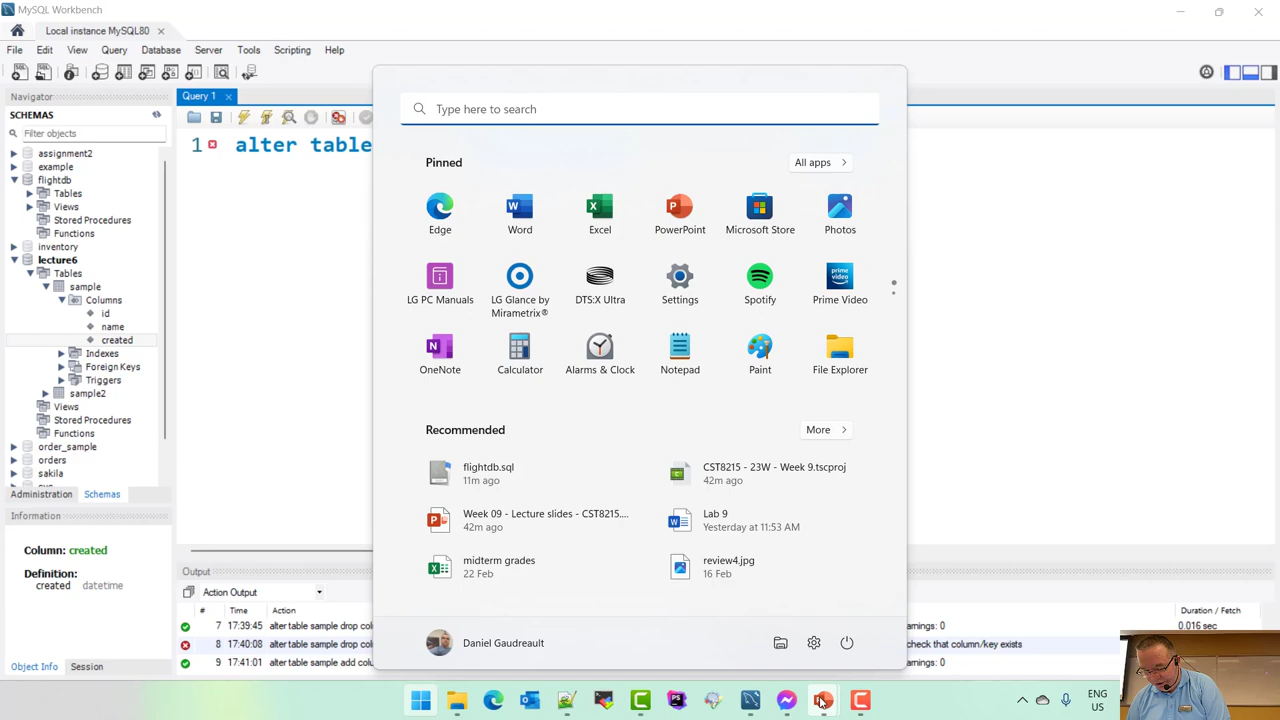 MySQL Workbench
Local instance MySQL80
File Edit View Query Database Server Tools Scripting Help
Navigator
SCHEMAS
Filter objects
assignment2
example
flightdb
Tables
Views
Stored Procedures
Functions
inventory
lecture6
Tables
sample
Columns
id
name
created
Indexes
Foreign Keys
Triggers
sample2
Views
Stored Procedures
Functions
order_sample
orders
sakila
Administration Schemas
Information
Column: created
Definition:
created datetime
Object Info Session
Query 1
1 alter table
Type here to search
Pinned
All apps
Edge Word Excel PowerPoint Microsoft Store Photos
LG PC Manuals LG Glance by DTS:X Ultra Settings Spotify Prime Video
Mirametrix®
OneNote Calculator Alarms & Clock Notepad Paint File Explorer
Recommended
More
flightdb.sql
11m ago
CST8215 - 23W - Week 9.tscproj
42m ago
Week 09 - Lecture slides - CST8215....
42m ago
Lab 9
Yesterday at 11:53 AM
midterm grades
22 Feb
review4.jpg
16 Feb
Daniel Gaudreault
Output
Action Output
# Time Action Duration / Fetch
7 17:39:45 alter table sample drop col arnings: 0 0.016 sec
8 17:40:08 alter table sample drop col check that column/key exists
9 17:41:01 alter table sample add colu arnings: 0
ENG
US